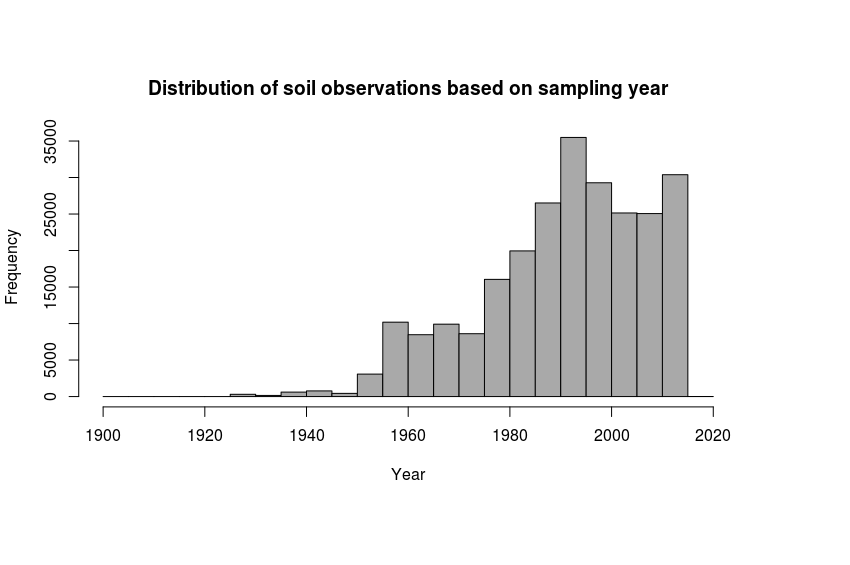 Distribution of soil observations based on sampling year
35000
25000
15000
5000
0
Frequency
1900 1920 1940 1960 1980 2000 2020
Year